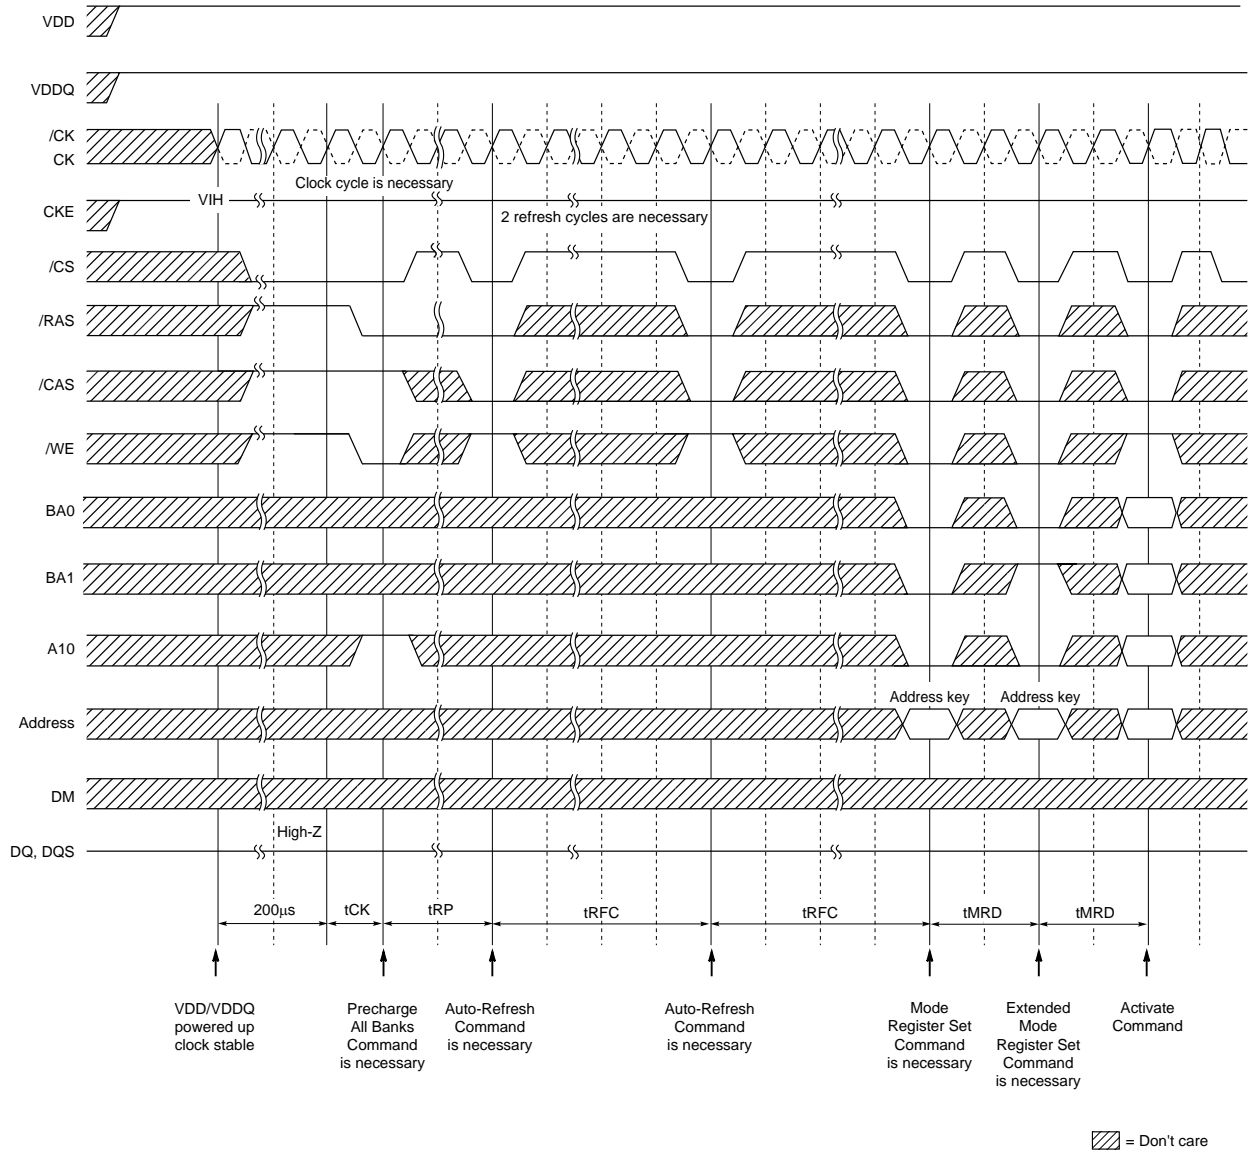 VDD
VDDQ
/CK
CK
Clock cycle is necessary
VIH
CKE
2 refresh cycles are necessary
/CS
/RAS
/CAS
/WE
BA0
BA1
A10
Address key
Address key
Address
DM
High-Z
DQ, DQS
200μs
tCK
tRP
tRFC
tRFC
tMRD
tMRD
VDD/VDDQ
powered up
clock stable
Precharge
All Banks
Command
is necessary
Auto-Refresh
Command
is necessary
Auto-Refresh
Command
is necessary
Mode
Register Set
Command
is necessary
Extended
Mode
Register Set
Command
is necessary
Activate
Command
= Don't care